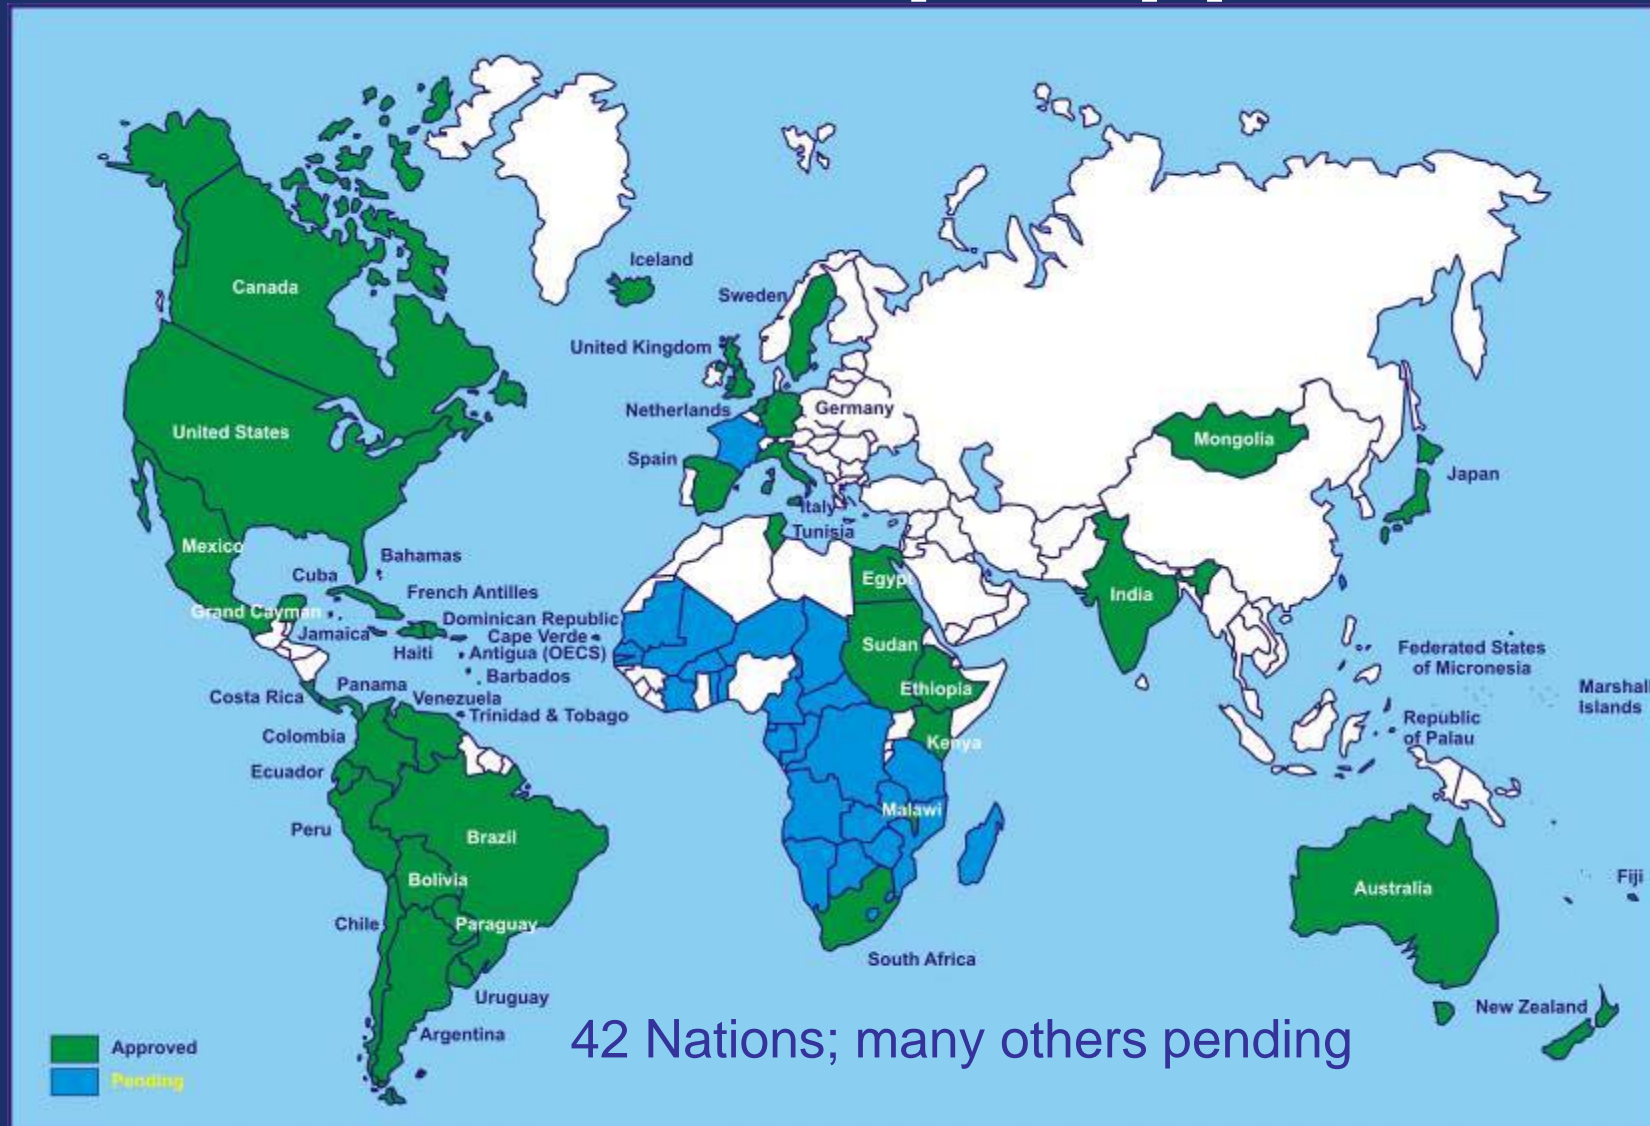 Iceland
Sweden
Canada
United Kingdom
Netherlands
Germany
United States
Mongolia
Spain
Japan
Italy
Tunisia
Mexico
Bahamas
Cuba
Egypt
French Antilles
India
Grand Cayman
Dominican Republic
Jamaica
Cape Verde
Haiti
Antigua (OECS)
Sudan
Federated States
of Micronesia
Barbados
Panama
Ethiopia
Marshall
Islands
Costa Rica
Venezuela
Trinidad & Tobago
Republic
of Palau
Colombia
Kenya
Ecuador
Malawi
Peru
Brazil
Bolivia
Australia
Fiji
Chile
Paraguay
South Africa
Uruguay
New Zealand
Argentina
42 Nations; many others pending
Approved
Pending